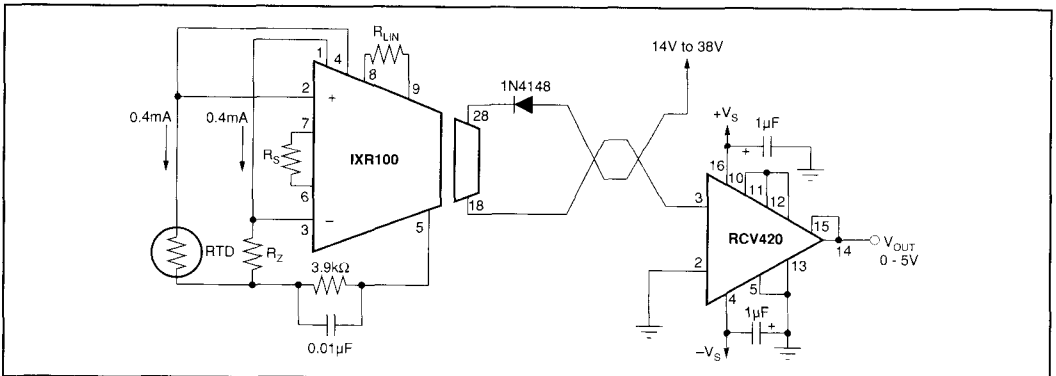 R_LIN
14V to 38V
1
4
8
9
1N4148
2
+
28
0.4mA
0.4mA
7
R_S
IXR100
6
18
−
3
5
+V_S
1µF
+
16
10
11
12
3
15
RCV420
V_OUT
0 - 5V
14
2
13
5
4
1µF
+
−V_S
RTD
R_Z
3.9kΩ
0.01µF